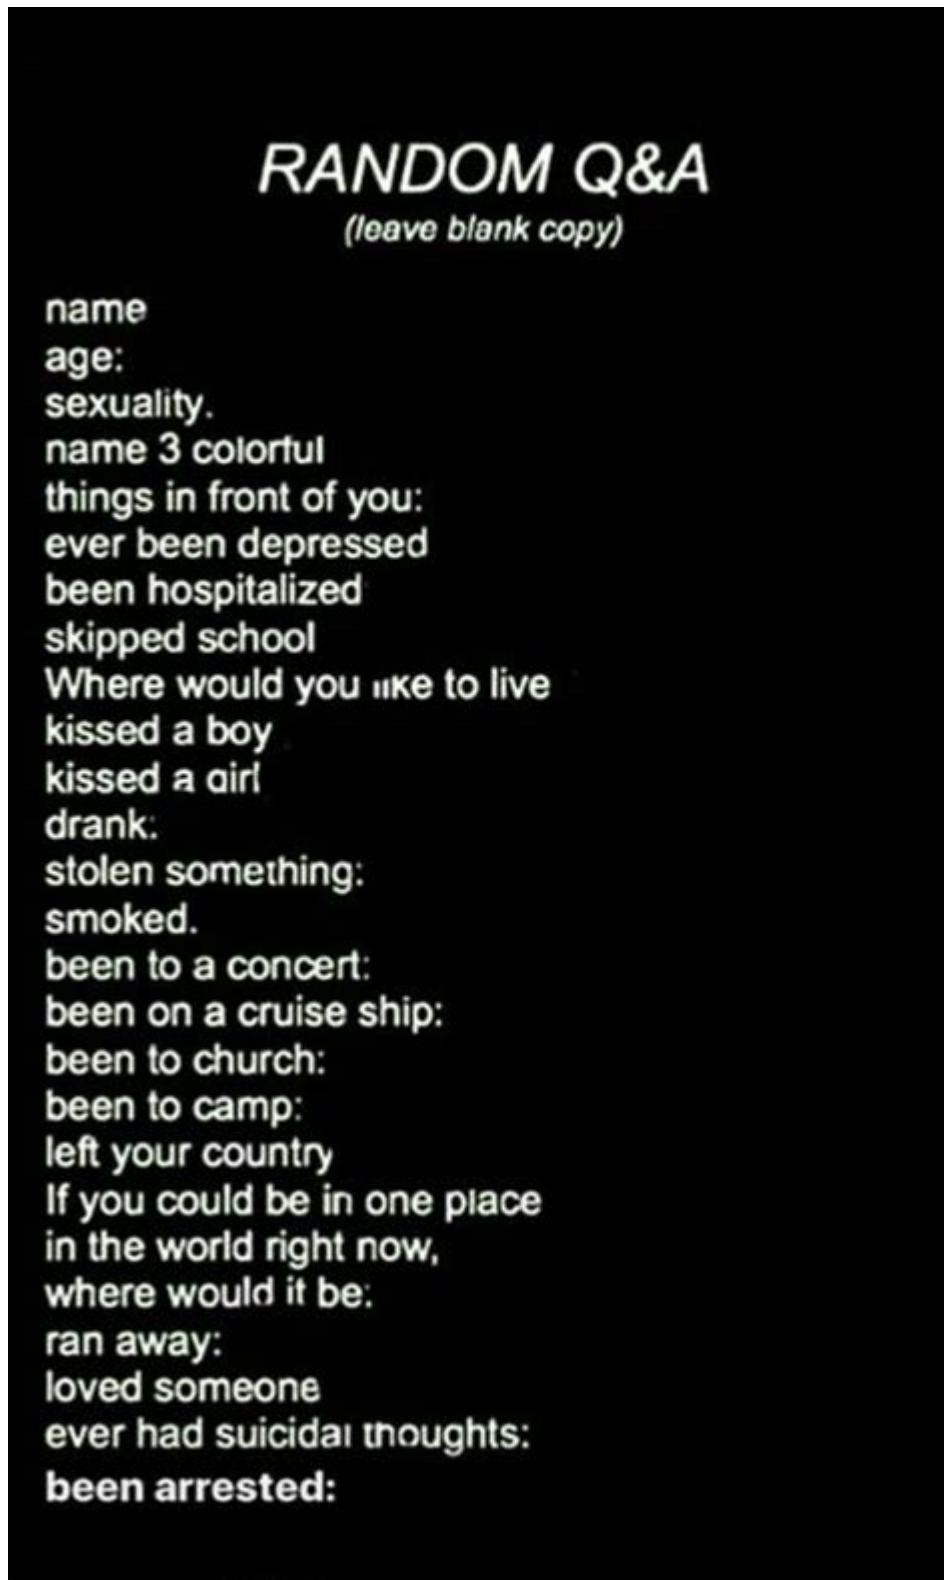 RANDOM Q&A
(leave blank copy)
name
age:
sexuality.
name 3 colorful
things in front of you:
ever been depressed
been hospitalized
skipped school
Where would you like to live
kissed a boy
kissed a girl
drank:
stolen something:
smoked.
been to a concert:
been on a cruise ship:
been to church:
been to camp:
left your country
If you could be in one place
in the world right now,
where would it be:
ran away:
loved someone
ever had suicidal thoughts:
been arrested: